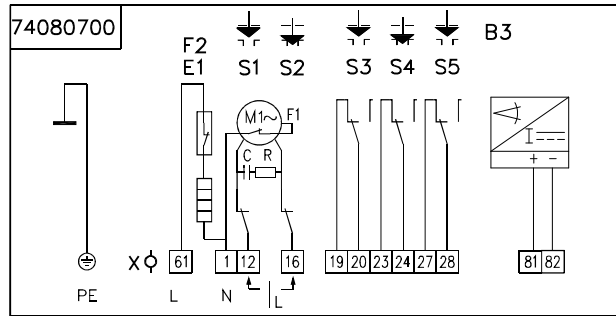 74080700
F2
E1 S1 S2 S3 S4 S5 B3
M1~ F1
C R
I
+ −
X 61 1 12 16 19 20 23 24 27 28 81 82
PE L N L